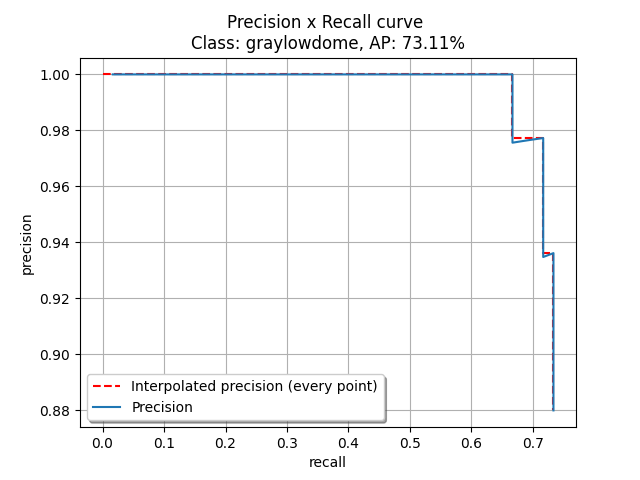 Precision x Recall curve
Class: graylowdome, AP: 73.11%
1.00
0.98
0.96
0.94
0.92
0.90
0.88
precision
Interpolated precision (every point)
Precision
0.0 0.1 0.2 0.3 0.4 0.5 0.6 0.7
recall